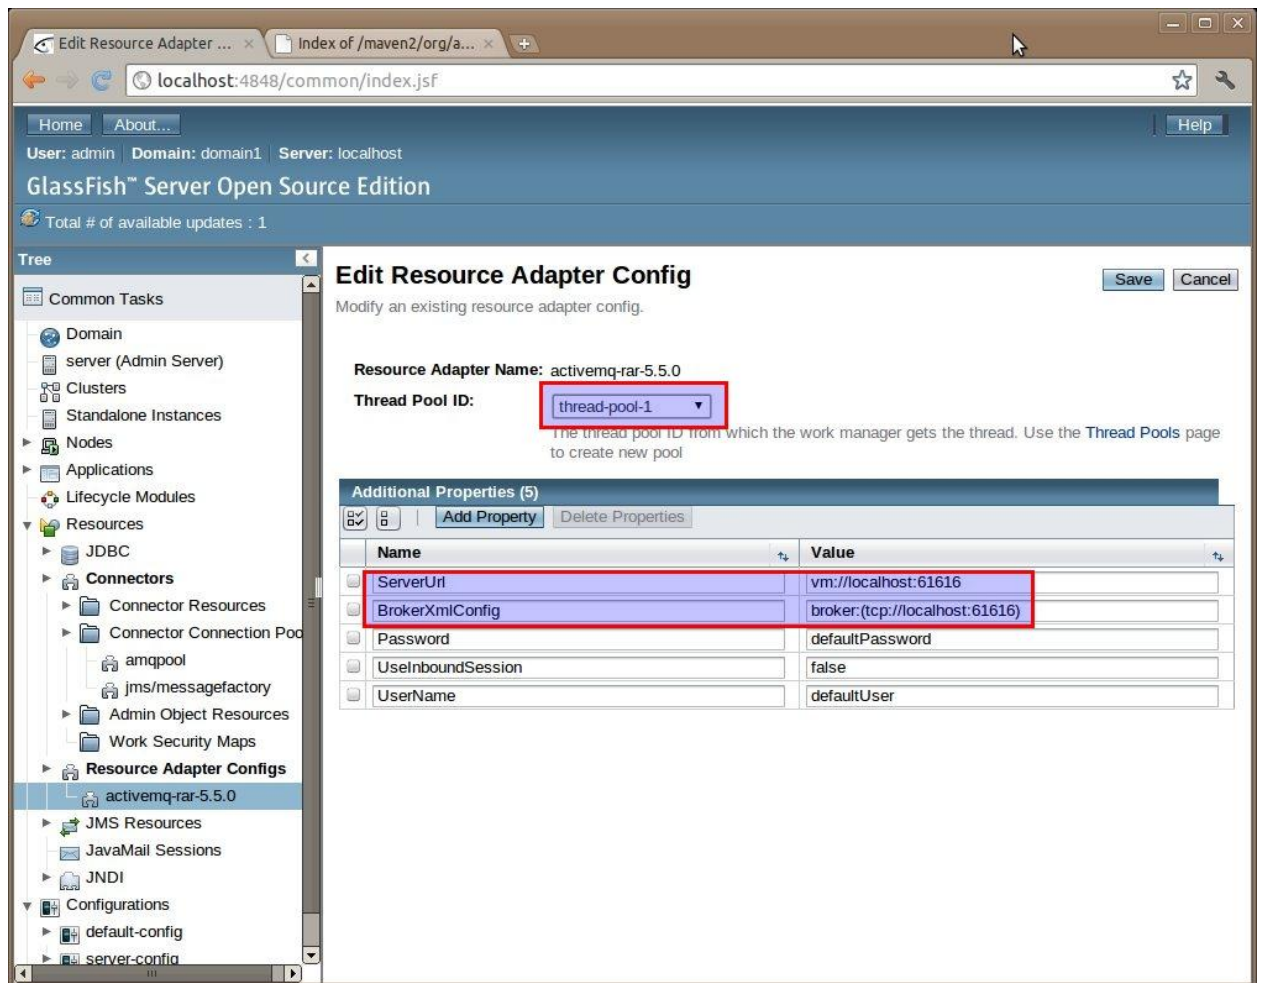 Edit Resource Adapter ...
Index of /maven2/org/a...
localhost:4848/common/index.jsf
Home About... Help
User: admin Domain: domain1 Server: localhost
GlassFish™ Server Open Source Edition
Total # of available updates : 1
Tree
Common Tasks
Domain
server (Admin Server)
Clusters
Standalone Instances
Nodes
Applications
Lifecycle Modules
Resources
JDBC
Connectors
Connector Resources
Connector Connection Poo
amqpool
jms/messagefactory
Admin Object Resources
Work Security Maps
Resource Adapter Configs
activemq-rar-5.5.0
JMS Resources
JavaMail Sessions
JNDI
Configurations
default-config
server-config
Edit Resource Adapter Config
Save Cancel
Modify an existing resource adapter config.
Resource Adapter Name: activemq-rar-5.5.0
Thread Pool ID: thread-pool-1
The thread pool ID from which the work manager gets the thread. Use the Thread Pools page
to create new pool
Additional Properties (5)
Add Property Delete Properties
Name Value
ServerUrl vm://localhost:61616
BrokerXmlConfig broker:(tcp://localhost:61616)
Password defaultPassword
UseInboundSession false
UserName defaultUser